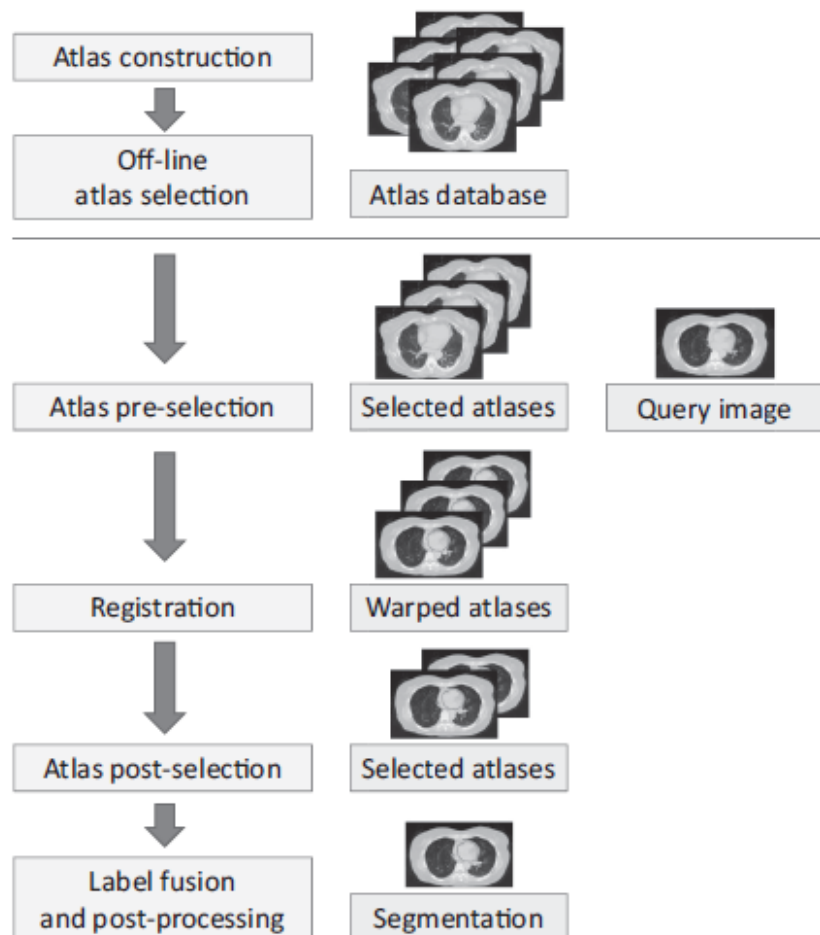 Atlas construction
Off-line
atlas selection
Atlas database
Atlas pre-selection
Selected atlases
Query image
Registration
Warped atlases
Atlas post-selection
Selected atlases
Label fusion
and post-processing
Segmentation